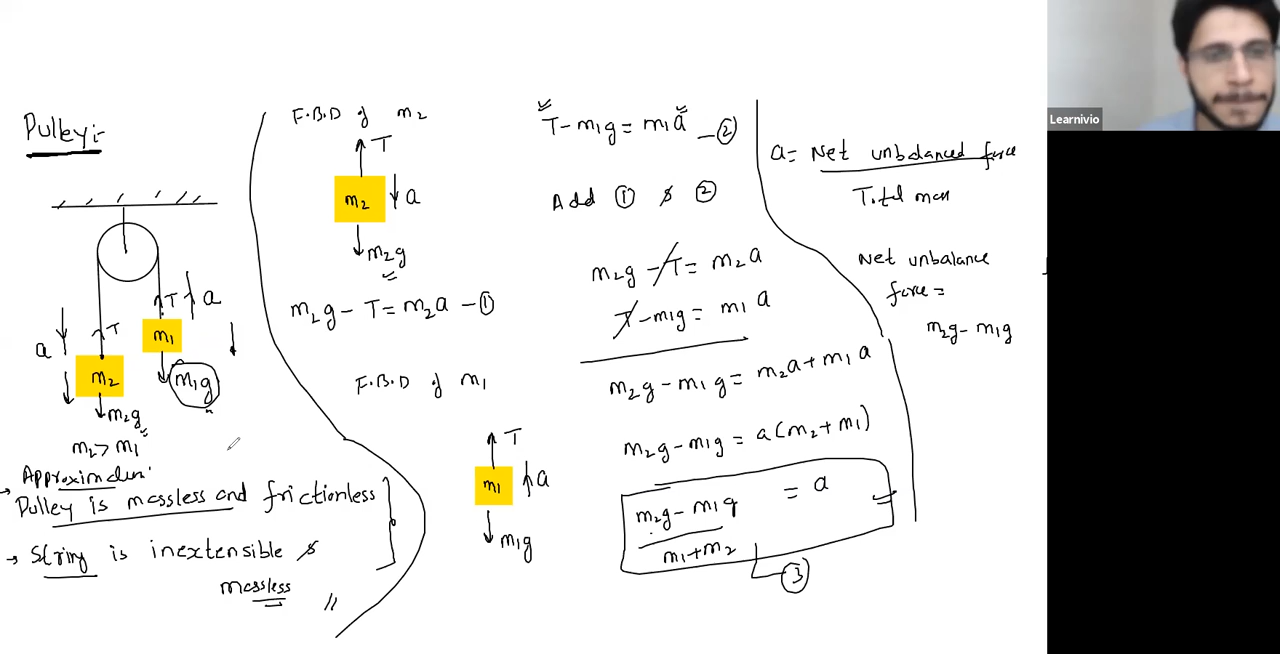 Pulley:-
T
a
m₁
a
T
m₂
m₁g
m₂g
m₂ > m₁
Pulley is massless and frictionless
→ String is inextensible &
massless
F.B.D of m₂
T
m₂
a
m₂g
m₂g - T = m₂a - ①
F.B.D of m₁
T
m₁
a
m₁g
T - m₁g = m₁a - ②
Add ① & ②
m₂g - T = m₂a
T - m₁g = m₁a
m₂g - m₁g = m₂a + m₁a
m₂g - m₁g = a(m₂ + m₁)
m₂g - m₁g = a
m₁ + m₂
③
a = Net unbalanced force
Total mass
Net unbalance
force =
m₂g - m₁g
Learnivio